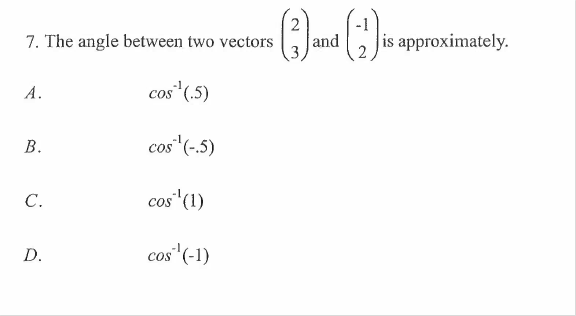 7. The angle between two vectors (2 3) and (-1 2) is approximately.
A. cos⁻¹(.5)
B. cos⁻¹(-.5)
C. cos⁻¹(1)
D. cos⁻¹(-1)